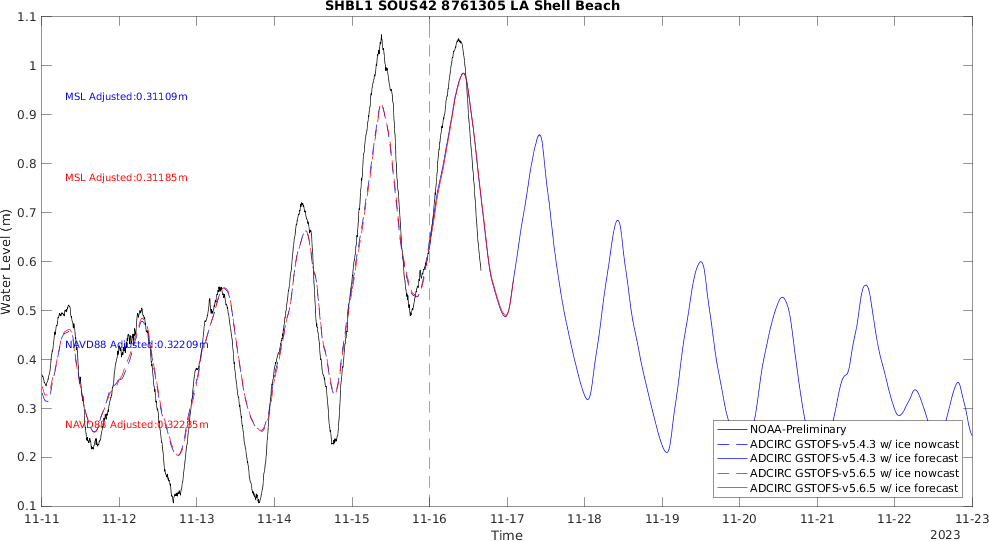 SHBL1 SOUS42 8761305 LA Shell Beach
1.1
1
0.9
0.8
0.7
0.6
0.5
0.4
0.3
0.2
0.1
Water Level (m)
MSL Adjusted:0.31109m
MSL Adjusted:0.31185m
NAVD88 Adjusted:0.32209m
NAVD88 Adjusted:0.32285m
NOAA-Preliminary
ADCIRC GSTOFS-v5.4.3 w/ ice nowcast
ADCIRC GSTOFS-v5.4.3 w/ ice forecast
ADCIRC GSTOFS-v5.6.5 w/ ice nowcast
ADCIRC GSTOFS-v5.6.5 w/ ice forecast
11-11 11-12 11-13 11-14 11-15 11-16 11-17 11-18 11-19 11-20 11-21 11-22 11-23
Time
2023